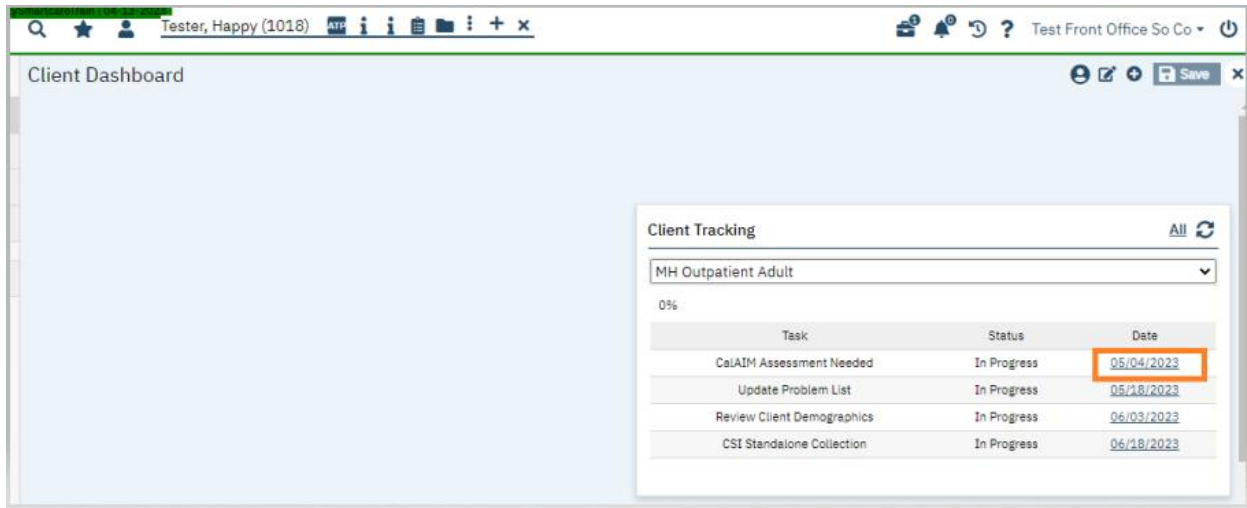 Tester, Happy (1018) ATP Test Front Office So Co
Client Dashboard Save
Client Tracking All
MH Outpatient Adult
0%
Task Status Date
CalAIM Assessment Needed In Progress 05/04/2023
Update Problem List In Progress 05/18/2023
Review Client Demographics In Progress 06/03/2023
CSI Standalone Collection In Progress 06/18/2023